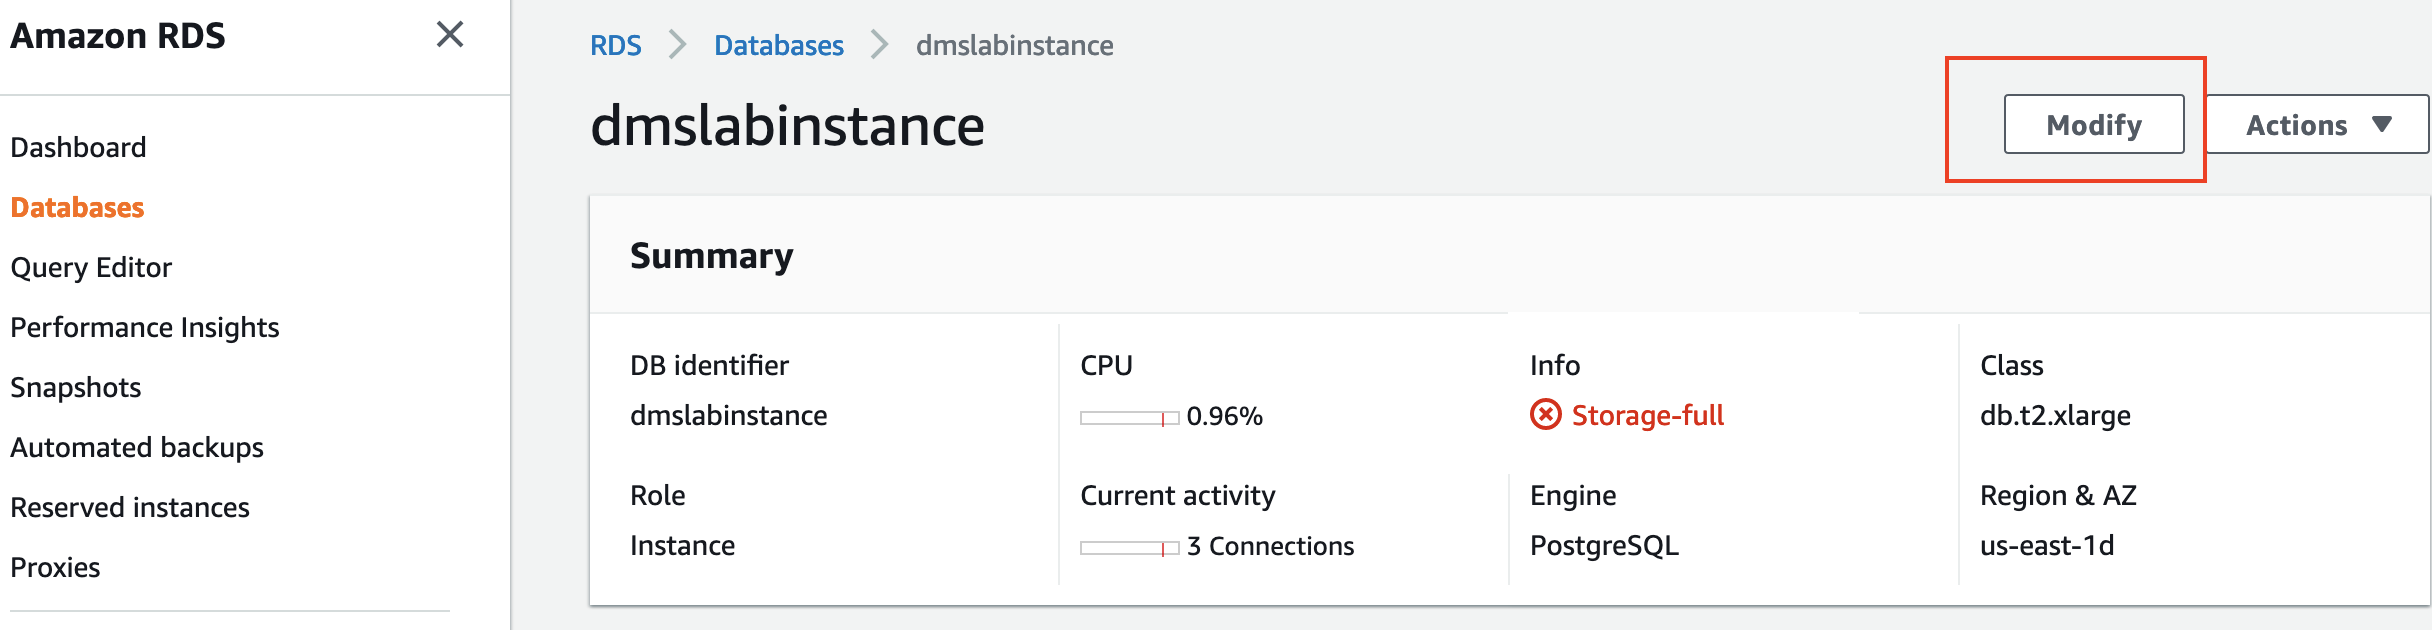 Amazon RDS
Dashboard
Databases
Query Editor
Performance Insights
Snapshots
Automated backups
Reserved instances
Proxies
RDS > Databases > dmslabinstance
dmslabinstance
Modify
Actions
Summary
DB identifier
dmslabinstance
CPU
0.96%
Info
Storage-full
Class
db.t2.xlarge
Role
Instance
Current activity
3 Connections
Engine
PostgreSQL
Region & AZ
us-east-1d